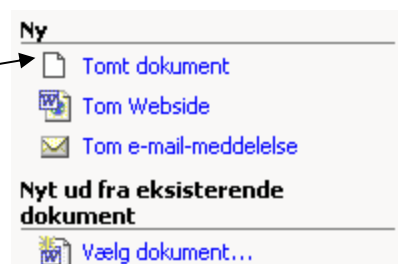 Ny
Tomt dokument
Tom Webside
Tom e-mail-meddelelse
Nyt ud fra eksisterende
dokument
Vælg dokument...